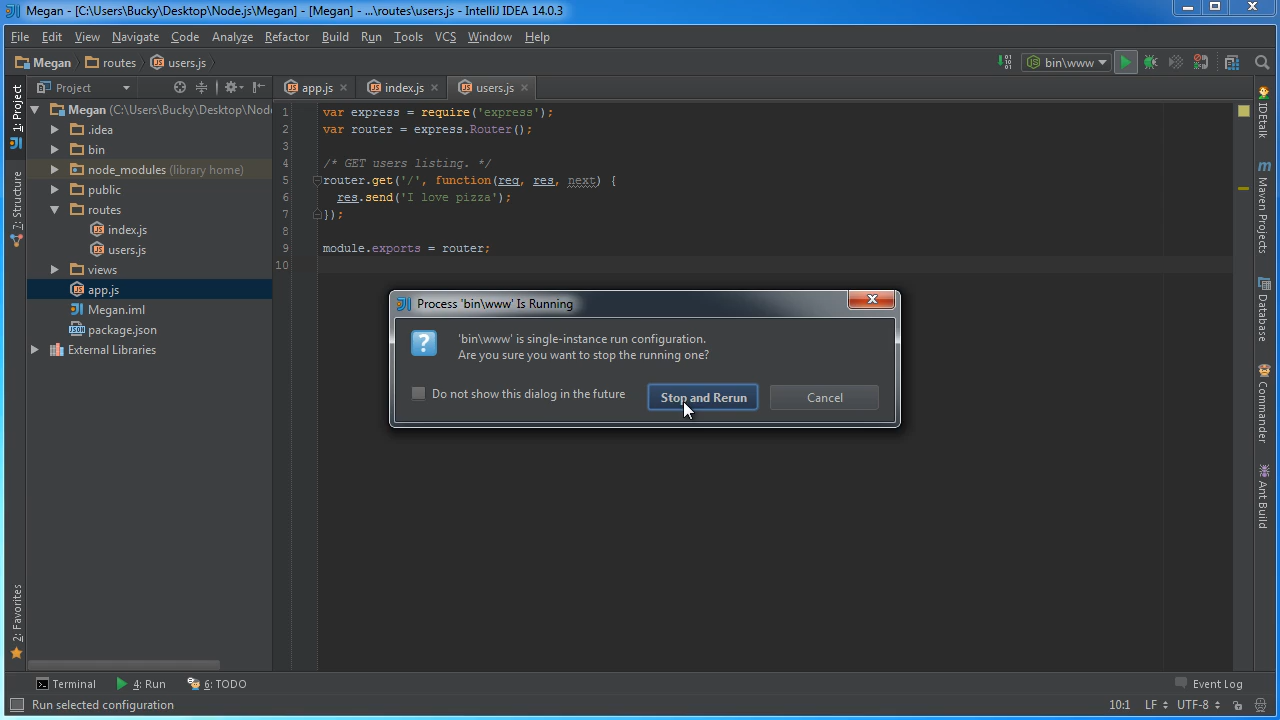 Megan - [C:\Users\Bucky\Desktop\Node.js\Megan] - [Megan] - ...\routes\users.js - IntelliJ IDEA 14.0.3
File Edit View Navigate Code Analyze Refactor Build Run Tools VCS Window Help
Megan routes users.js bin\www
Project app.js index.js users.js
1: Project
7: Structure
2: Favorites
Megan (C:\Users\Bucky\Desktop\Node
.idea
bin
node_modules (library home)
public
routes
index.js
users.js
views
app.js
Megan.iml
package.json
External Libraries
1 var express = require('express');
2 var router = express.Router();
3
4 /* GET users listing. */
5 router.get('/', function(req, res, next) {
6 res.send('I love pizza');
7 });
8
9 module.exports = router;
10
Process 'bin\www' Is Running
'bin\www' is single-instance run configuration.
Are you sure you want to stop the running one?
Do not show this dialog in the future Stop and Rerun Cancel
IDEtalk
Maven Projects
Database
Commander
Ant Build
Terminal 4: Run 6: TODO Event Log
Run selected configuration 10:1 LF UTF-8